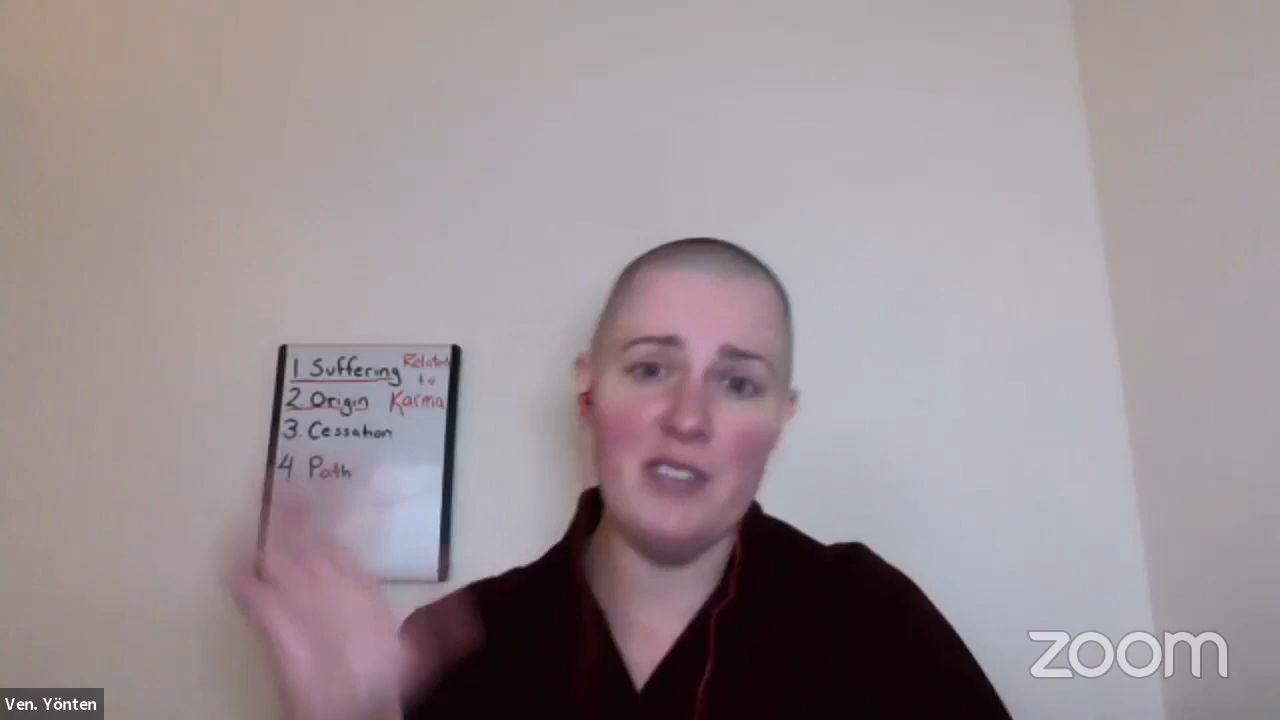 1 Suffering Related
to
2. Origin Karma
3. Cessation
4 Path
zoom
Ven. Yönten